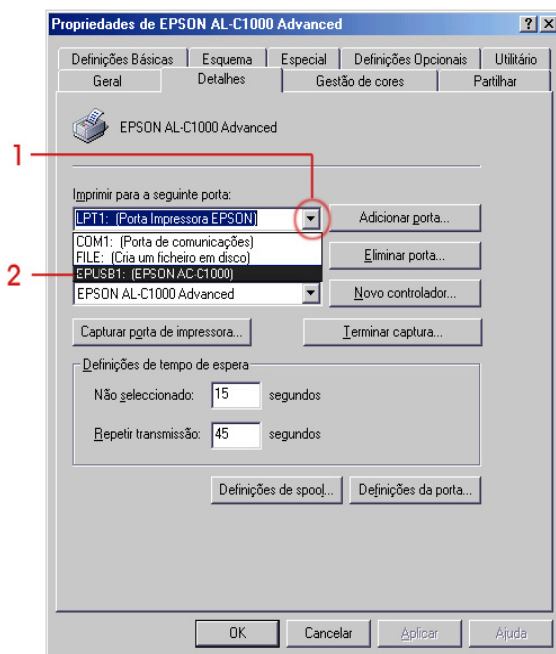 Propriedades de EPSON AL-C1000 Advanced
Definições Básicas Esquema Especial Definições Opcionais Utilitário
Geral Detalhes Gestão de cores Partilhar
EPSON AL-C1000 Advanced
1
Imprimir para a seguinte porta:
LPT1: (Porta Impressora EPSON) Adicionar porta...
COM1: (Porta de comunicações)
FILE: (Cria um ficheiro em disco) Eliminar porta...
2 EPUSB1: (EPSON AC-C1000)
EPSON AL-C1000 Advanced Novo controlador...
Capturar porta de impressora... Terminar captura...
Definições de tempo de espera
Não seleccionado: 15 segundos
Repetir transmissão: 45 segundos
Definições de spool... Definições da porta...
OK Cancelar Aplicar Ajuda